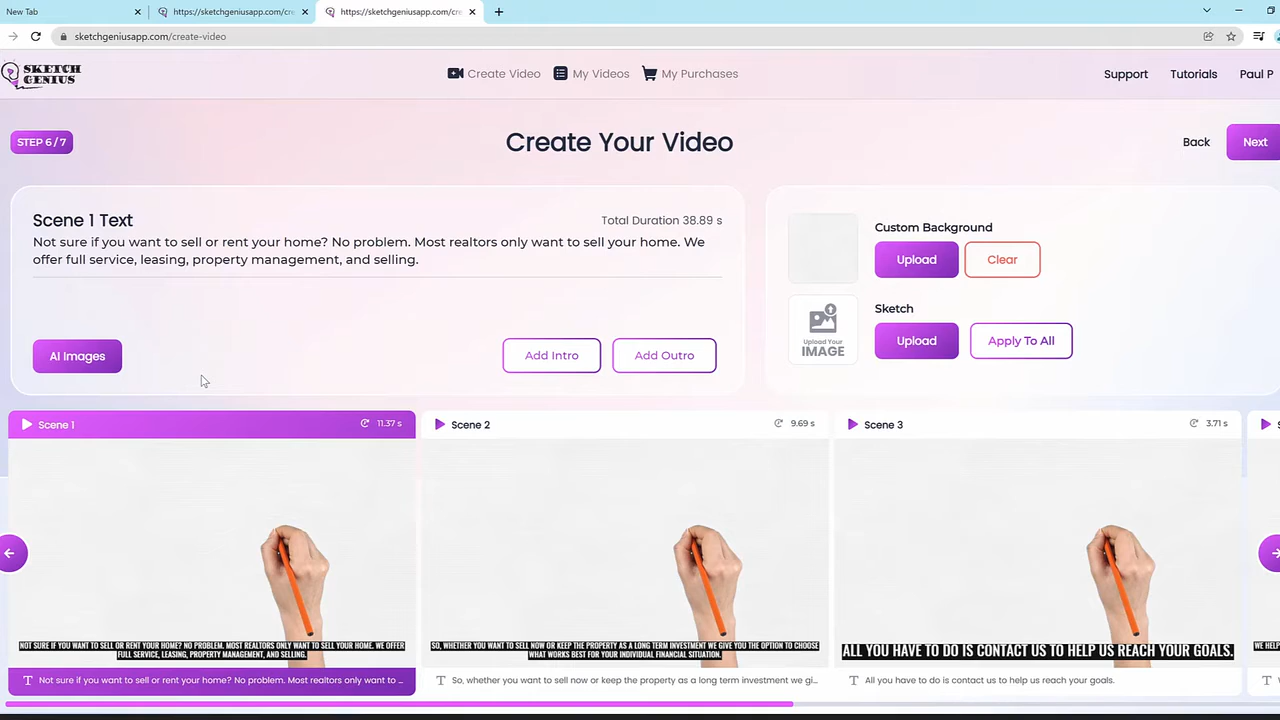 New Tab
https://sketchgeniusapp.com/cre
https://sketchgeniusapp.com/cre
sketchgeniusapp.com/create-video
SKETCH
GENIUS
Create Video
My Videos
My Purchases
Support
Tutorials
Paul P
STEP 6 / 7
Create Your Video
Back
Next
Scene 1 Text
Total Duration 38.89 s
Not sure if you want to sell or rent your home? No problem. Most realtors only want to sell your home. We
offer full service, leasing, property management, and selling.
AI Images
Add Intro
Add Outro
Custom Background
Upload
Clear
Sketch
Upload Your
IMAGE
Upload
Apply To All
Scene 1
11.37 s
Scene 2
9.69 s
Scene 3
3.71 s
NOT SURE IF YOU WANT TO SELL OR RENT YOUR HOME? NO PROBLEM. MOST REALTORS ONLY WANT TO SELL YOUR HOME. WE OFFER
FULL SERVICE, LEASING, PROPERTY MANAGEMENT, AND SELLING.
SO, WHETHER YOU WANT TO SELL NOW OR KEEP THE PROPERTY AS A LONG TERM INVESTMENT WE GIVE YOU THE OPTION TO CHOOSE
WHAT WORKS BEST FOR YOUR INDIVIDUAL FINANCIAL SITUATION.
ALL YOU HAVE TO DO IS CONTACT US TO HELP US REACH YOUR GOALS.
WE HELP
Not sure if you want to sell or rent your home? No problem. Most realtors only want to ...
So, whether you want to sell now or keep the property as a long term investment we gi...
All you have to do is contact us to help us reach your goals.